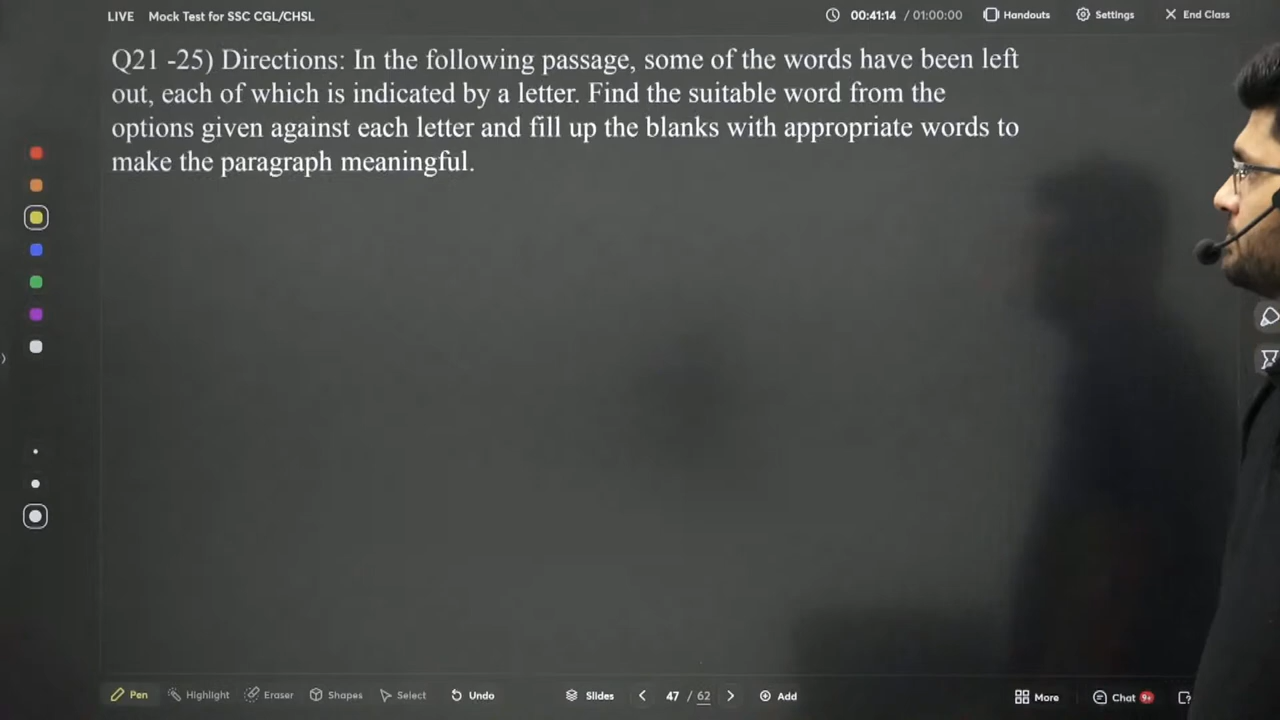 LIVE Mock Test for SSC CGL/CHSL 00:41:14 / 01:00:00 Handouts Settings End Class
Q21 -25) Directions: In the following passage, some of the words have been left
out, each of which is indicated by a letter. Find the suitable word from the
options given against each letter and fill up the blanks with appropriate words to
make the paragraph meaningful.
Pen Highlight Eraser Shapes Select Undo Slides 47 / 62 Add More Chat 9+